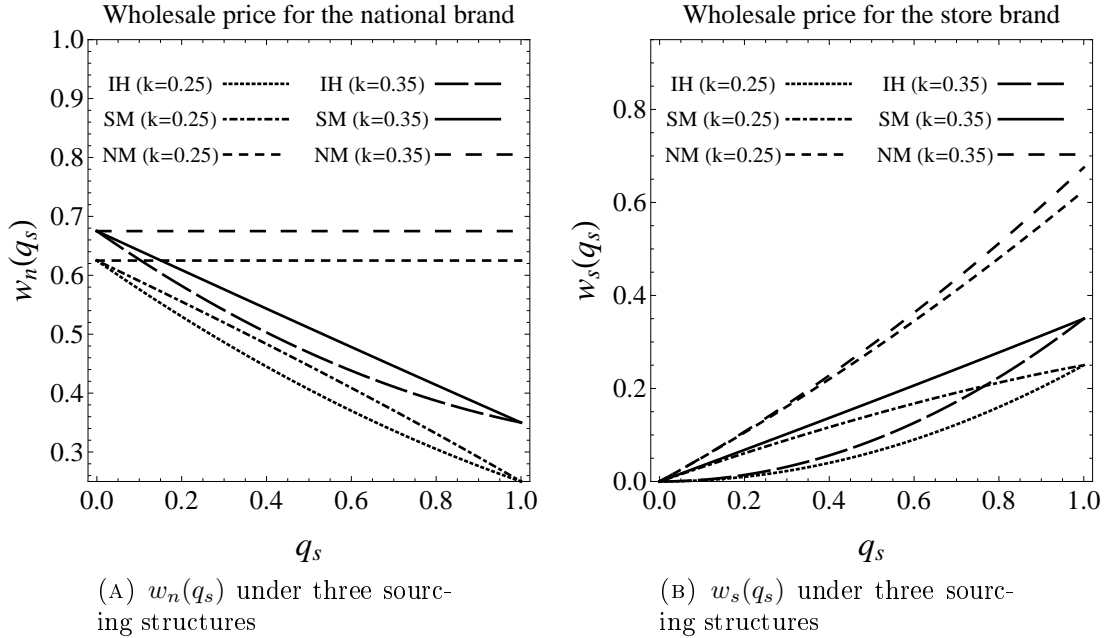 Wholesale price for the national brand
1.0
0.9
0.8
0.7
0.6
0.5
0.4
0.3
IH (k=0.25)
IH (k=0.35)
SM (k=0.25)
SM (k=0.35)
NM (k=0.25)
NM (k=0.35)
w_n(q_s)
0.0 0.2 0.4 0.6 0.8 1.0
q_s
(A) w_n(q_s) under three sourc-
ing structures
Wholesale price for the store brand
0.8
0.6
0.4
0.2
0.0
IH (k=0.25)
IH (k=0.35)
SM (k=0.25)
SM (k=0.35)
NM (k=0.25)
NM (k=0.35)
w_s(q_s)
0.0 0.2 0.4 0.6 0.8 1.0
q_s
(B) w_s(q_s) under three sourc-
ing structures